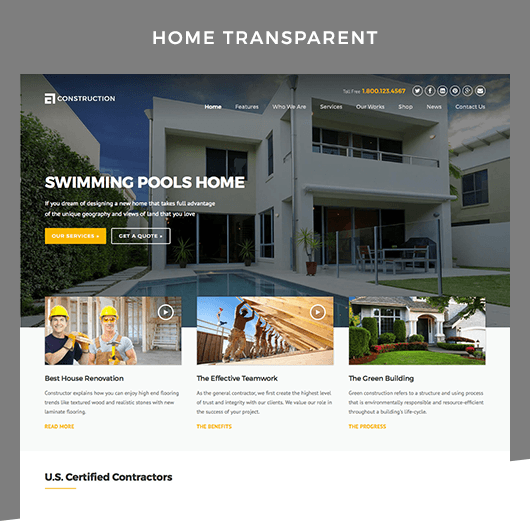 HOME TRANSPARENT
Toll Free 1.800.123.4567
CONSTRUCTION
Home Features Who We Are Services Our Works Shop News Contact Us
SWIMMING POOLS HOME
If you dream of designing a new home that takes full advantage
of the unique geography and views of land that you love
OUR SERVICES +
GET A QUOTE +
Best House Renovation
Constructor explains how you can enjoy high end flooring
trends like textured wood and realistic stones with new
laminate flooring.
READ MORE
The Effective Teamwork
As the general contractor, we first create the highest level
of trust and integrity with our clients. We value our role in
the success of your project.
THE BENEFITS
The Green Building
Green construction refers to a structure and using process
that is environmentally responsible and resource-efficient
throughout a building's life-cycle.
THE PROGRESS
U.S. Certified Contractors